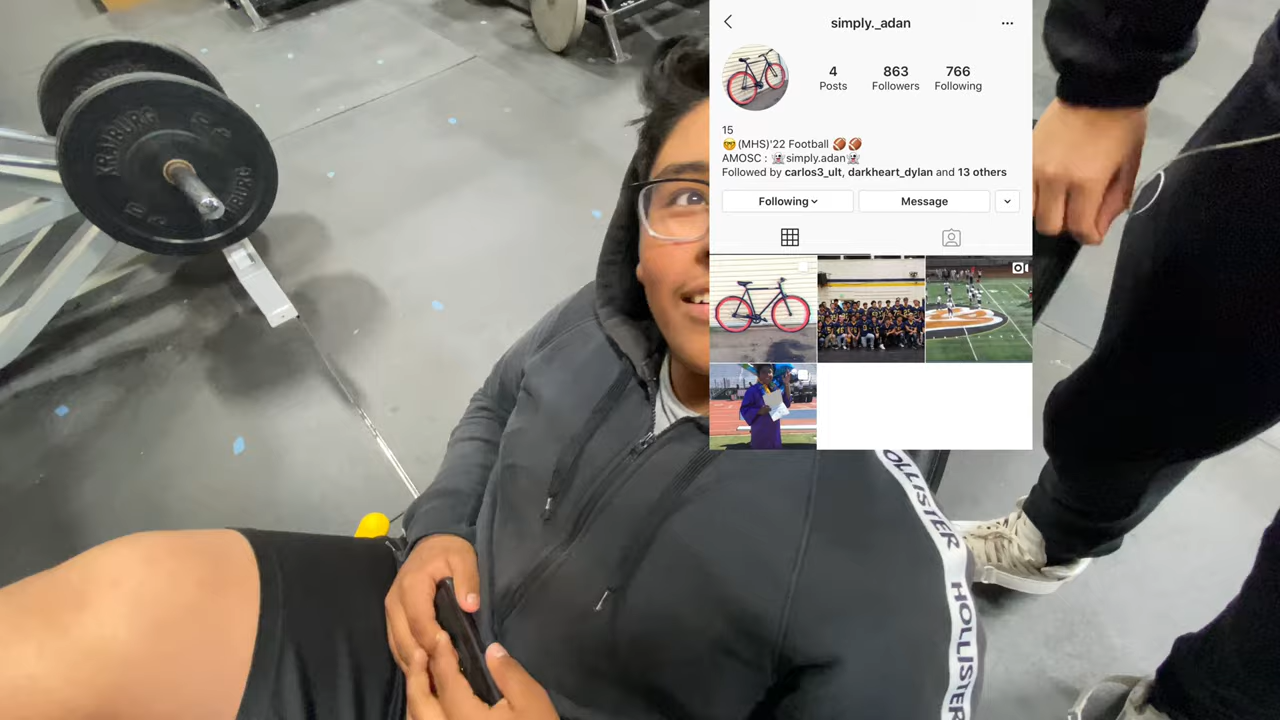 simply._adan
4 863 766
Posts Followers Following
15
🤓(MHS)'22 Football 🏈🏈
AMOSC : 👻simply.adan👻
Followed by carlos3_ult, darkheart_dylan and 13 others
Following Message
HOLLISTER
HOLLISTER